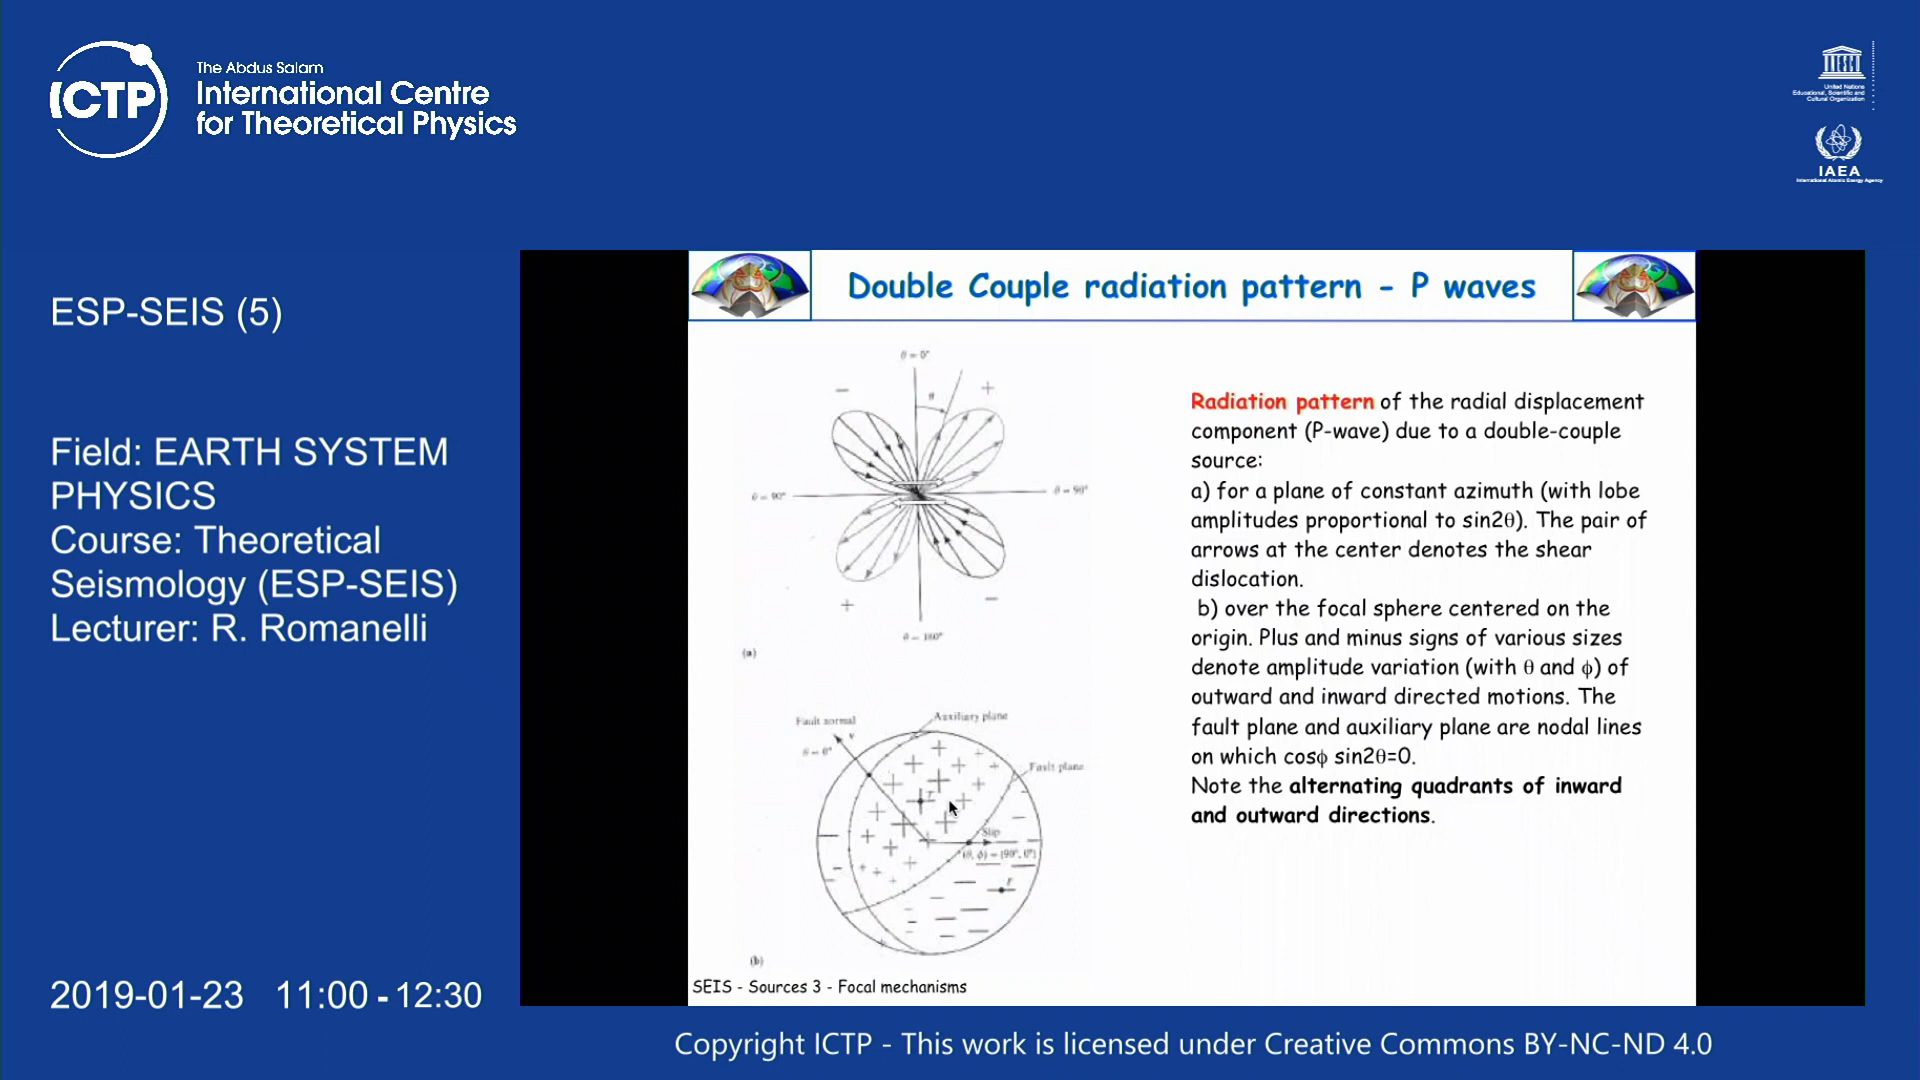 ICTP
The Abdus Salam
International Centre
for Theoretical Physics
United Nations
Educational, Scientific and
Cultural Organization
IAEA
International Atomic Energy Agency
ESP-SEIS (5)
Field: EARTH SYSTEM
PHYSICS
Course: Theoretical
Seismology (ESP-SEIS)
Lecturer: R. Romanelli
2019-01-23 11:00 - 12:30
Double Couple radiation pattern - P waves
θ = 0°
θ
θ = 90°
θ = 90°
θ = 180°
(a)
Fault normal
ν
θ = 0°
Auxiliary plane
Fault plane
T
Slip
(θ, ϕ) = (90°, 0°)
P
(b)
Radiation pattern of the radial displacement
component (P-wave) due to a double-couple
source:
a) for a plane of constant azimuth (with lobe
amplitudes proportional to sin2θ). The pair of
arrows at the center denotes the shear
dislocation.
b) over the focal sphere centered on the
origin. Plus and minus signs of various sizes
denote amplitude variation (with θ and ϕ) of
outward and inward directed motions. The
fault plane and auxiliary plane are nodal lines
on which cosϕ sin2θ=0.
Note the alternating quadrants of inward
and outward directions.
SEIS - Sources 3 - Focal mechanisms
Copyright ICTP - This work is licensed under Creative Commons BY-NC-ND 4.0